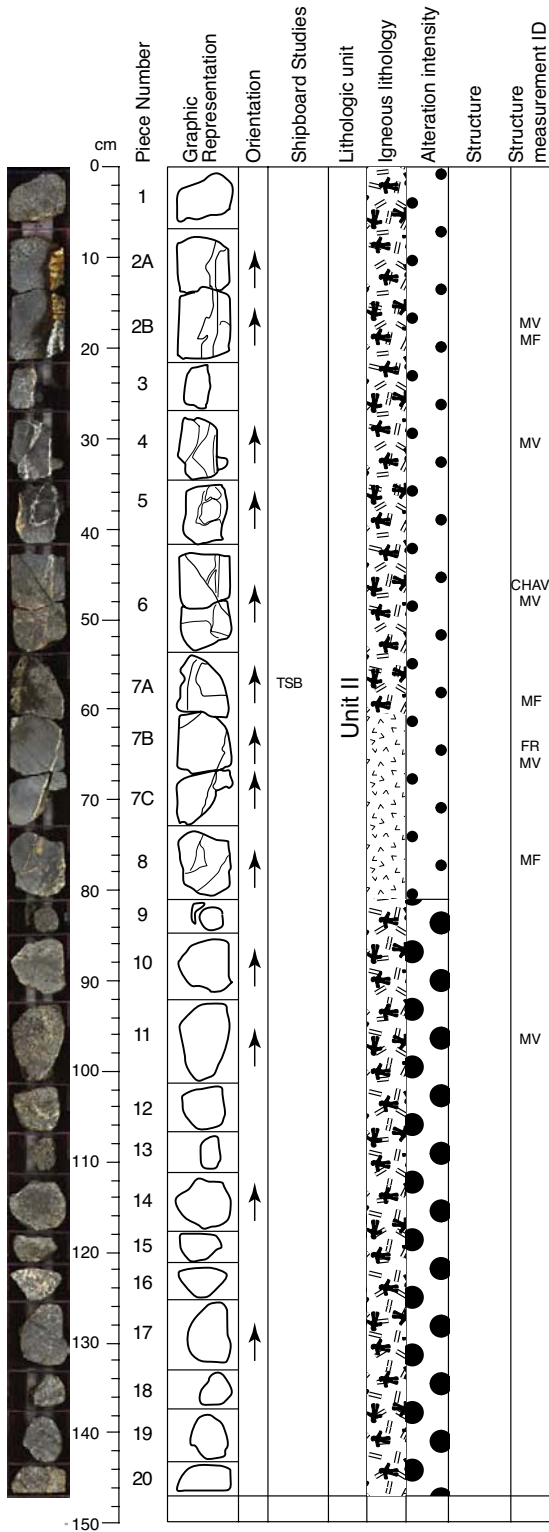 cm
Piece Number
Graphic
Representation
Orientation
Shipboard Studies
Lithologic unit
Igneous lithology
Alteration intensity
Structure
Structure
measurement ID
0
1
10
2A
2B
MV
MF
20
3
30
4
MV
5
40
6
CHAV
MV
50
7A
TSB
Unit II
MF
60
7B
FR
MV
7C
70
8
MF
80
9
10
90
11
MV
100
12
13
110
14
15
120
16
17
130
18
19
140
20
150